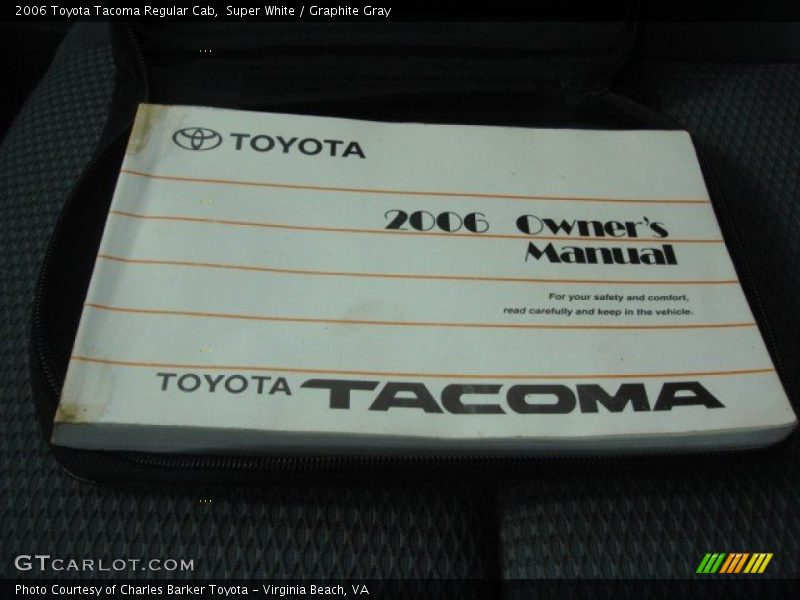 2006 Toyota Tacoma Regular Cab,  Super White / Graphite Gray
TOYOTA
2006 Owner's
Manual
For your safety and comfort,
read carefully and keep in the vehicle.
TOYOTA TACOMA
GTCARLOT.COM
Photo Courtesy of Charles Barker Toyota - Virginia Beach, VA